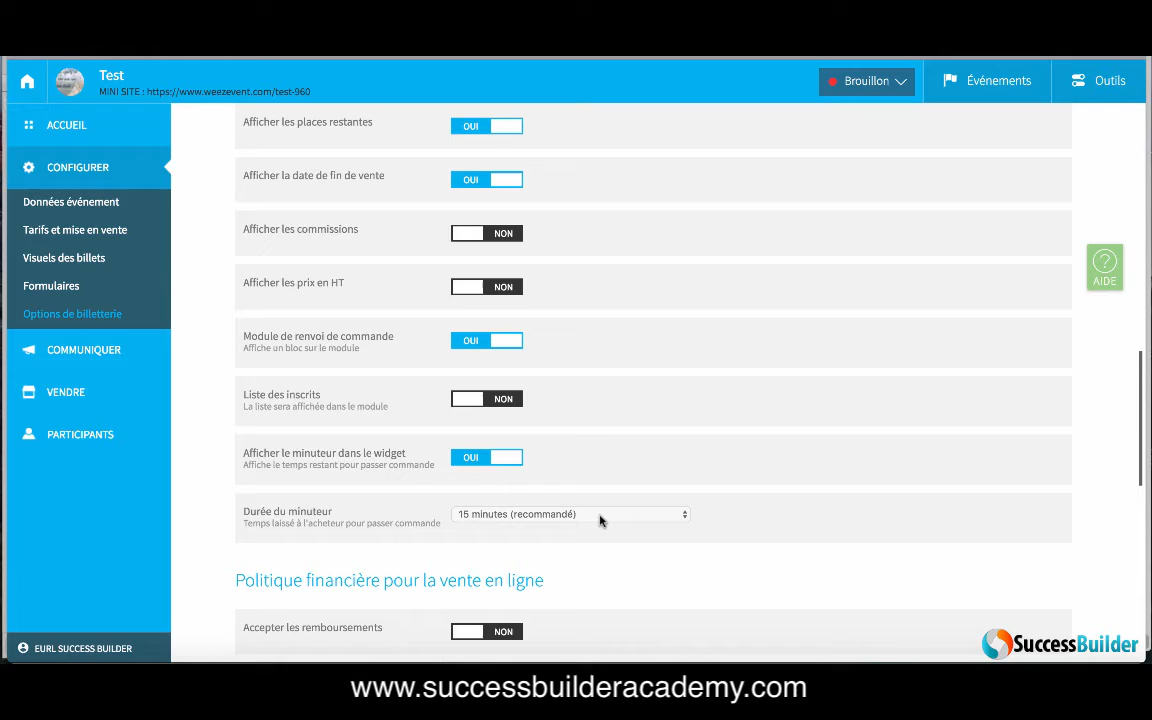 Test
MINI SITE : https://www.weezevent.com/test-960
Brouillon
Événements
Outils
ACCUEIL
CONFIGURER
Données événement
Tarifs et mise en vente
Visuels des billets
Formulaires
Options de billetterie
COMMUNIQUER
VENDRE
PARTICIPANTS
EURL SUCCESS BUILDER
Afficher les places restantes
OUI
Afficher la date de fin de vente
OUI
Afficher les commissions
NON
Afficher les prix en HT
NON
Module de renvoi de commande
Affiche un bloc sur le module
OUI
Liste des inscrits
La liste sera affichée dans le module
NON
Afficher le minuteur dans le widget
Affiche le temps restant pour passer commande
OUI
Durée du minuteur
Temps laissé à l'acheteur pour passer commande
15 minutes (recommandé)
Politique financière pour la vente en ligne
Accepter les remboursements
NON
?
AIDE
SuccessBuilder
www.successbuilderacademy.com